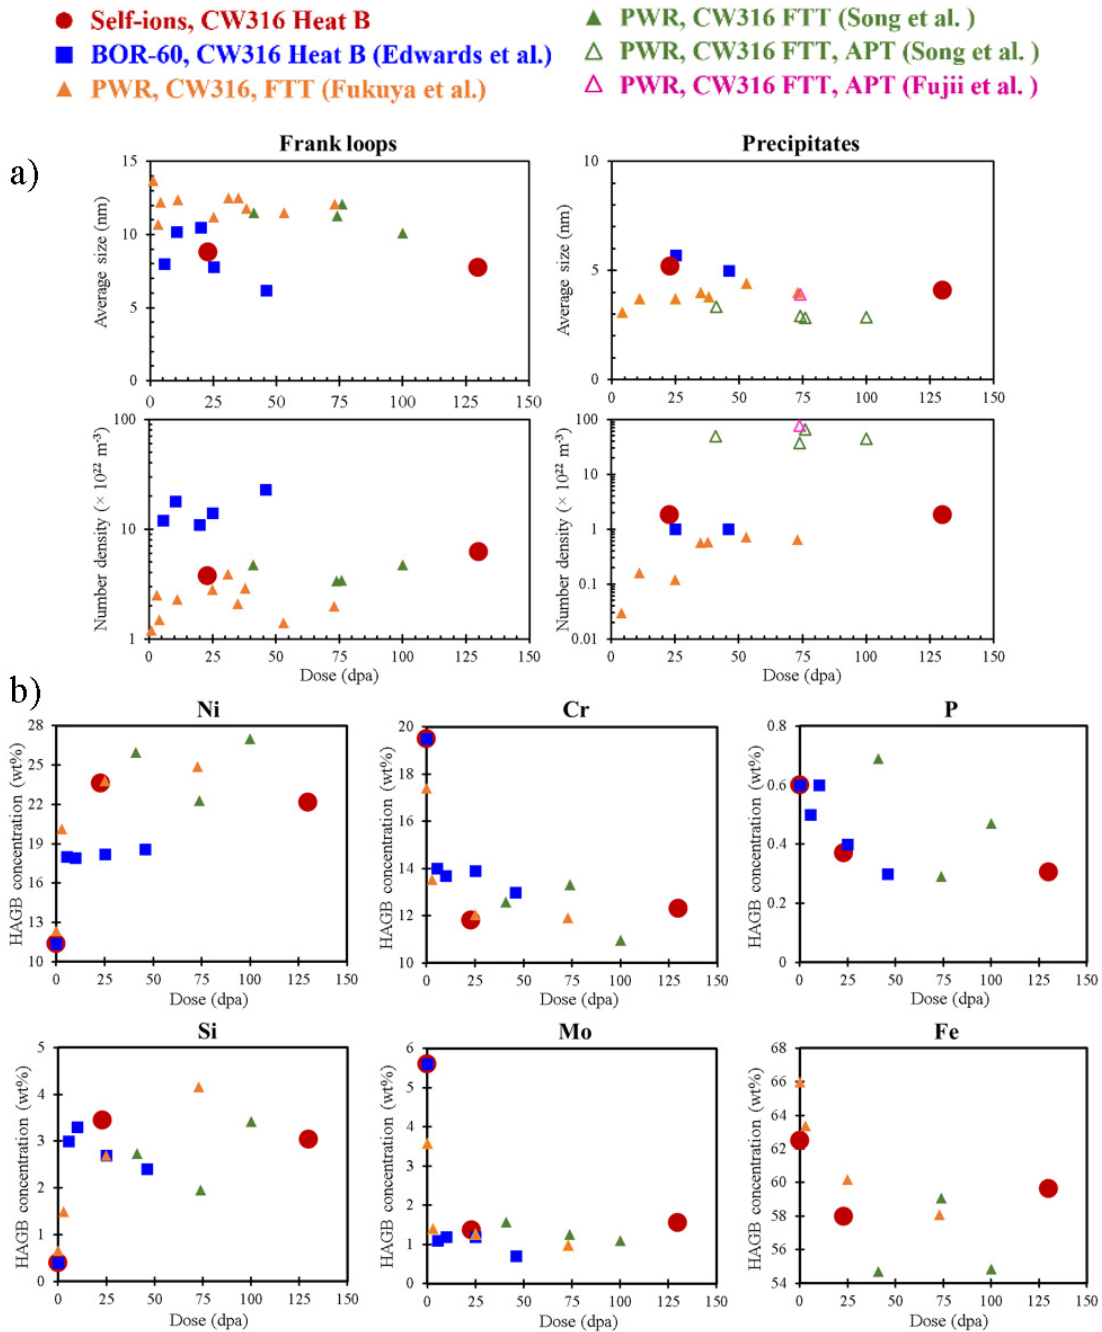 Self-ions, CW316 Heat B
BOR-60, CW316 Heat B (Edwards et al.)
PWR, CW316, FTT (Fukuya et al.)
PWR, CW316 FTT (Song et al. )
PWR, CW316 FTT, APT (Song et al. )
PWR, CW316 FTT, APT (Fujii et al. )
a)
Frank loops
Average size (nm)
15
10
5
0
0 25 50 75 100 125 150
Precipitates
Average size (nm)
10
5
0
0 25 50 75 100 125 150
Number density (× 10²² m⁻³)
100
10
1
0 25 50 75 100 125 150
Dose (dpa)
Number density (× 10²² m⁻³)
100
10
1
0.1
0.01
0 25 50 75 100 125 150
Dose (dpa)
b)
Ni
HAGB concentration (wt%)
28
25
22
19
16
13
10
0 25 50 75 100 125 150
Dose (dpa)
Cr
HAGB concentration (wt%)
20
18
16
14
12
10
0 25 50 75 100 125 150
Dose (dpa)
P
HAGB concentration (wt%)
0.8
0.6
0.4
0.2
0
0 25 50 75 100 125 150
Dose (dpa)
Si
HAGB concentration (wt%)
5
4
3
2
1
0
0 25 50 75 100 125 150
Dose (dpa)
Mo
HAGB concentration (wt%)
6
5
4
3
2
1
0
0 25 50 75 100 125 150
Dose (dpa)
Fe
HAGB concentration (wt%)
68
66
64
62
60
58
56
54
0 25 50 75 100 125 150
Dose (dpa)